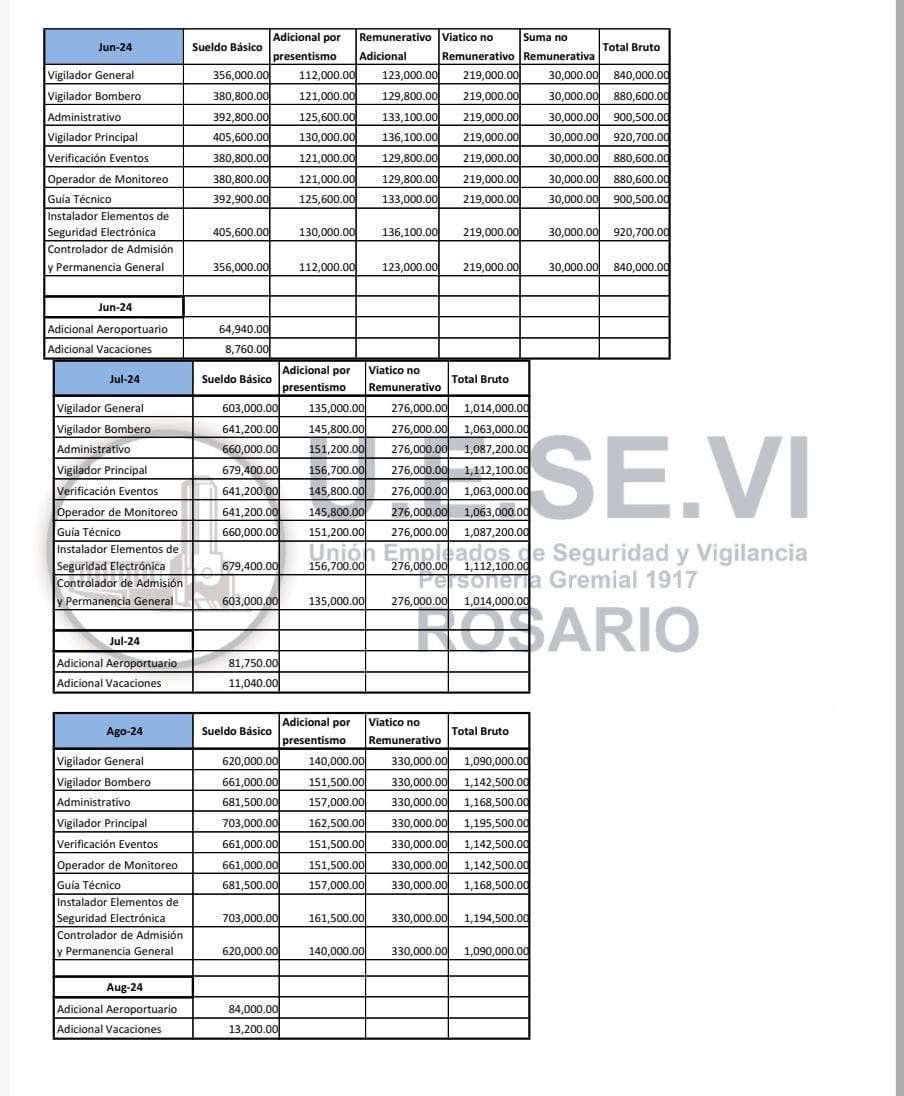 Jun-24 Sueldo Básico Adicional por presentismo Remunerativo Adicional Viatico no Remunerativo Suma no Remunerativa Total Bruto
Vigilador General 356,000.00 112,000.00 123,000.00 219,000.00 30,000.00 840,000.00
Vigilador Bombero 380,800.00 121,000.00 129,800.00 219,000.00 30,000.00 880,600.00
Administrativo 392,800.00 125,600.00 133,100.00 219,000.00 30,000.00 900,500.00
Vigilador Principal 405,600.00 130,000.00 136,100.00 219,000.00 30,000.00 920,700.00
Verificación Eventos 380,800.00 121,000.00 129,800.00 219,000.00 30,000.00 880,600.00
Operador de Monitoreo 380,800.00 121,000.00 129,800.00 219,000.00 30,000.00 880,600.00
Guía Técnico 392,900.00 125,600.00 133,000.00 219,000.00 30,000.00 900,500.00
Instalador Elementos de
Seguridad Electrónica 405,600.00 130,000.00 136,100.00 219,000.00 30,000.00 920,700.00
Controlador de Admisión
y Permanencia General 356,000.00 112,000.00 123,000.00 219,000.00 30,000.00 840,000.00
Jun-24
Adicional Aeroportuario 64,940.00
Adicional Vacaciones 8,760.00
Jul-24 Sueldo Básico Adicional por presentismo Viatico no Remunerativo Total Bruto
Vigilador General 603,000.00 135,000.00 276,000.00 1,014,000.00
Vigilador Bombero 641,200.00 145,800.00 276,000.00 1,063,000.00
Administrativo 660,000.00 151,200.00 276,000.00 1,087,200.00
Vigilador Principal 679,400.00 156,700.00 276,000.00 1,112,100.00
Verificación Eventos 641,200.00 145,800.00 276,000.00 1,063,000.00
Operador de Monitoreo 641,200.00 145,800.00 276,000.00 1,063,000.00
Guía Técnico 660,000.00 151,200.00 276,000.00 1,087,200.00
Instalador Elementos de
Seguridad Electrónica 679,400.00 156,700.00 276,000.00 1,112,100.00
Controlador de Admisión
y Permanencia General 603,000.00 135,000.00 276,000.00 1,014,000.00
Jul-24
Adicional Aeroportuario 81,750.00
Adicional Vacaciones 11,040.00
U.E.SE.VI
Unión Empleados de Seguridad y Vigilancia
Personería Gremial 1917
ROSARIO
Ago-24 Sueldo Básico Adicional por presentismo Viatico no Remunerativo Total Bruto
Vigilador General 620,000.00 140,000.00 330,000.00 1,090,000.00
Vigilador Bombero 661,000.00 151,500.00 330,000.00 1,142,500.00
Administrativo 681,500.00 157,000.00 330,000.00 1,168,500.00
Vigilador Principal 703,000.00 162,500.00 330,000.00 1,195,500.00
Verificación Eventos 661,000.00 151,500.00 330,000.00 1,142,500.00
Operador de Monitoreo 661,000.00 151,500.00 330,000.00 1,142,500.00
Guía Técnico 681,500.00 157,000.00 330,000.00 1,168,500.00
Instalador Elementos de
Seguridad Electrónica 703,000.00 161,500.00 330,000.00 1,194,500.00
Controlador de Admisión
y Permanencia General 620,000.00 140,000.00 330,000.00 1,090,000.00
Aug-24
Adicional Aeroportuario 84,000.00
Adicional Vacaciones 13,200.00